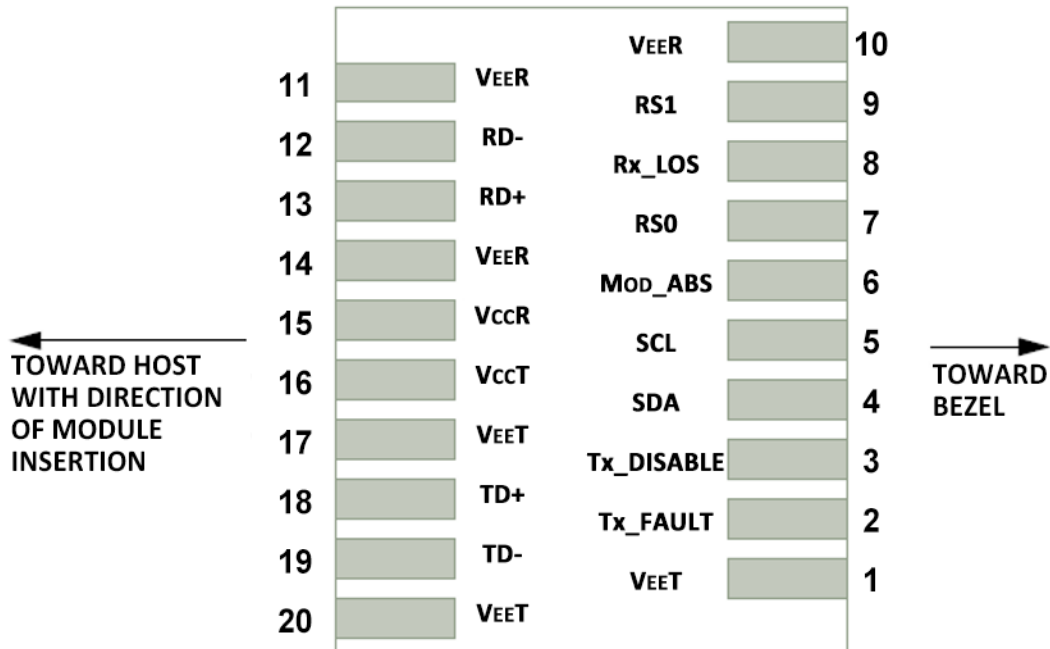 VEER 10
11 VEER
RS1 9
12 RD-
Rx_LOS 8
13 RD+
RS0 7
14 VEER
MOD_ABS 6
15 VCCR
SCL 5
16 VCCT
SDA 4
17 VEET
Tx_DISABLE 3
18 TD+
Tx_FAULT 2
19 TD-
VEET 1
20 VEET
TOWARD HOST
WITH DIRECTION
OF MODULE
INSERTION
TOWARD
BEZEL